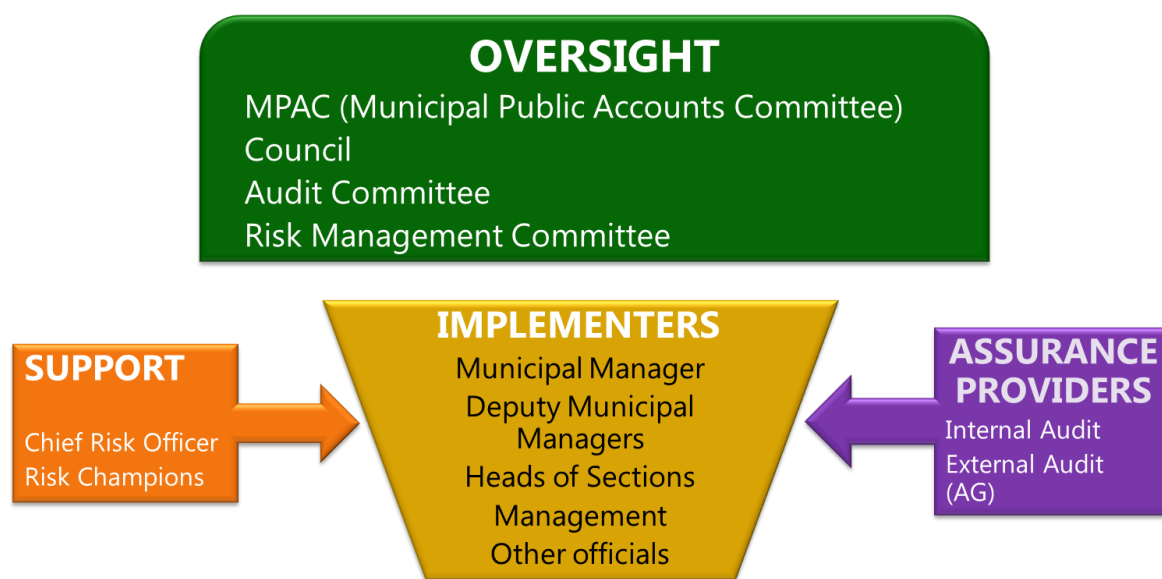 OVERSIGHT
MPAC (Municipal Public Accounts Committee)
Council
Audit Committee
Risk Management Committee
SUPPORT
Chief Risk Officer
Risk Champions
IMPLEMENTERS
Municipal Manager
Deputy Municipal
Managers
Heads of Sections
Management
Other officials
ASSURANCE
PROVIDERS
Internal Audit
External Audit
(AG)